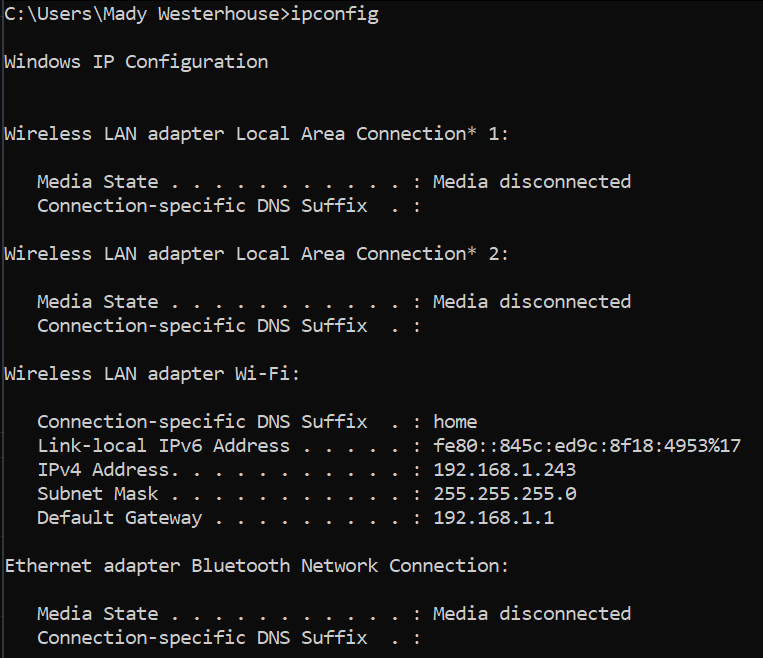 C:\Users\Mady Westerhouse>ipconfig
Windows IP Configuration
Wireless LAN adapter Local Area Connection* 1:
Media State . . . . . . . . . . . : Media disconnected
Connection-specific DNS Suffix  . :
Wireless LAN adapter Local Area Connection* 2:
Media State . . . . . . . . . . . : Media disconnected
Connection-specific DNS Suffix  . :
Wireless LAN adapter Wi-Fi:
Connection-specific DNS Suffix  . : home
Link-local IPv6 Address . . . . . : fe80::845c:ed9c:8f18:4953%17
IPv4 Address. . . . . . . . . . . : 192.168.1.243
Subnet Mask . . . . . . . . . . . : 255.255.255.0
Default Gateway . . . . . . . . . : 192.168.1.1
Ethernet adapter Bluetooth Network Connection:
Media State . . . . . . . . . . . : Media disconnected
Connection-specific DNS Suffix  . :